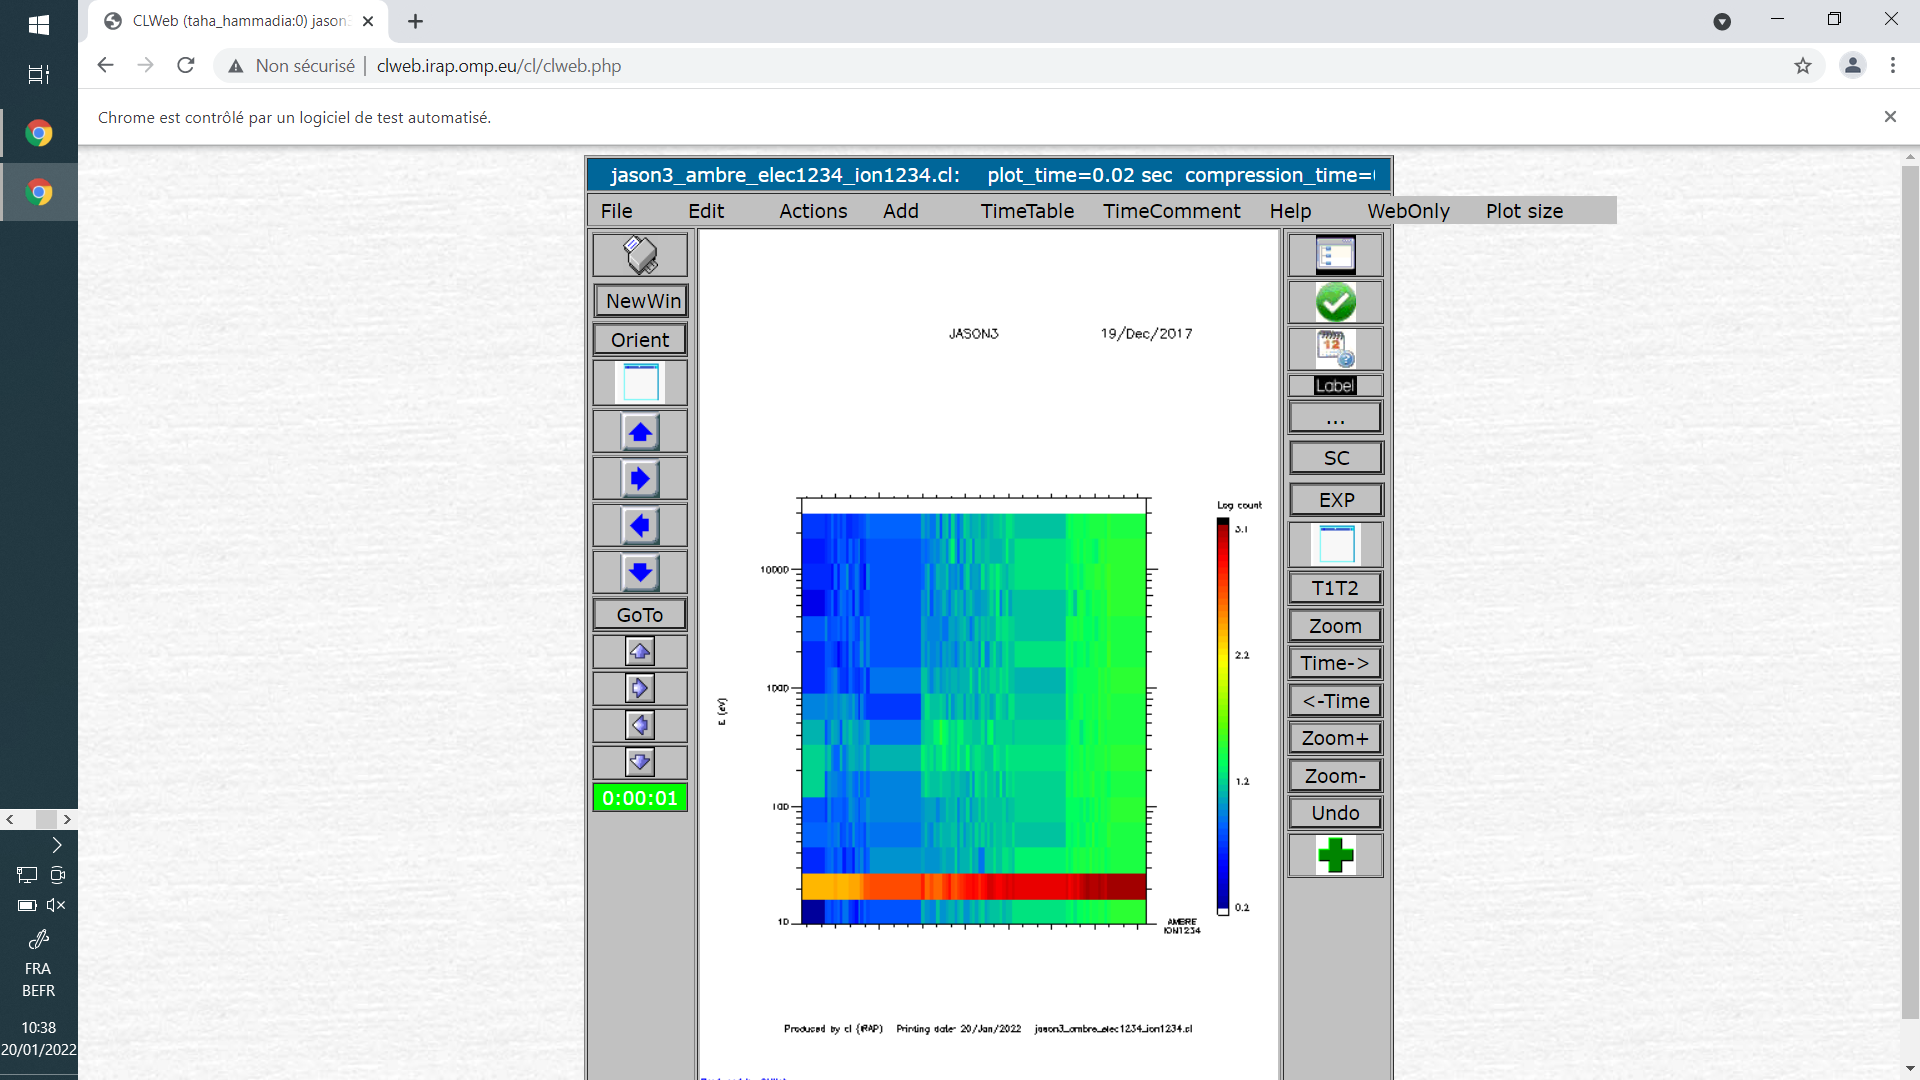 CLWeb (taha_hammadia:0) jason3
Non sécurisé | clweb.irap.omp.eu/cl/clweb.php
Chrome est contrôlé par un logiciel de test automatisé.
jason3_ambre_elec1234_ion1234.cl: plot_time=0.02 sec compression_time=
File Edit Actions Add TimeTable TimeComment Help WebOnly Plot size
NewWin
Orient
GoTo
0:00:01
JASON3 19/Dec/2017
Log count
3.1
2.2
1.2
0.2
10000
1000
100
10
E (eV)
AMBRE
ION1234
Produced by cl (IRAP) Printing date: 20/Jan/2022 jason3_ambre_elec1234_ion1234.cl
12
Label
...
SC
EXP
T1T2
Zoom
Time->
<-Time
Zoom+
Zoom-
Undo
FRA
BEFR
10:38
20/01/2022